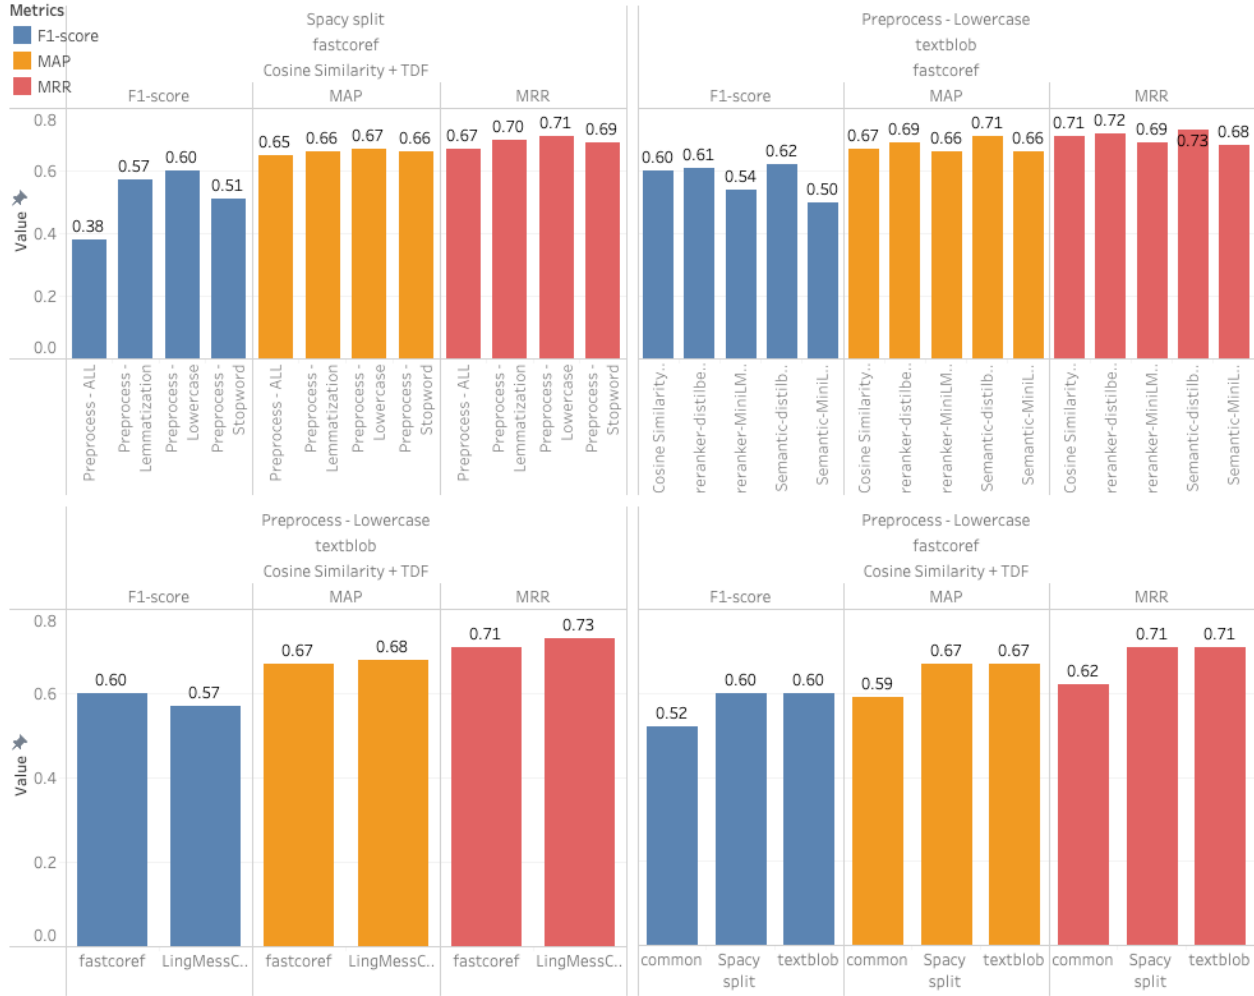 Metrics
F1-score
MAP
MRR
Spacy split
fastcoref
Cosine Similarity + TDF
F1-score MAP MRR
Value
0.8
0.6
0.4
0.2
0.0
0.38 0.57 0.60 0.51 0.65 0.66 0.67 0.66 0.67 0.70 0.71 0.69
Preprocess - ALL
Preprocess -
Lemmatization
Preprocess -
Lowercase
Preprocess -
Stopword
Preprocess - ALL
Preprocess -
Lemmatization
Preprocess -
Lowercase
Preprocess -
Stopword
Preprocess - ALL
Preprocess -
Lemmatization
Preprocess -
Lowercase
Preprocess -
Stopword
Preprocess - Lowercase
textblob
fastcoref
F1-score MAP MRR
0.60 0.61 0.54 0.62 0.50 0.67 0.69 0.66 0.71 0.66 0.71 0.72 0.69 0.73 0.68
Cosine Similarity..
reranker-distilbe..
reranker-MiniLM..
Semantic-distilb..
Semantic-MiniL..
Cosine Similarity..
reranker-distilbe..
reranker-MiniLM..
Semantic-distilb..
Semantic-MiniL..
Cosine Similarity..
reranker-distilbe..
reranker-MiniLM..
Semantic-distilb..
Semantic-MiniL..
Preprocess - Lowercase
textblob
Cosine Similarity + TDF
F1-score MAP MRR
Value
0.8
0.6
0.4
0.2
0.0
0.60 0.57 0.67 0.68 0.71 0.73
fastcoref LingMessC.. fastcoref LingMessC.. fastcoref LingMessC..
Preprocess - Lowercase
fastcoref
Cosine Similarity + TDF
F1-score MAP MRR
0.52 0.60 0.60 0.59 0.67 0.67 0.62 0.71 0.71
common Spacy textblob common Spacy textblob common Spacy textblob
split split split